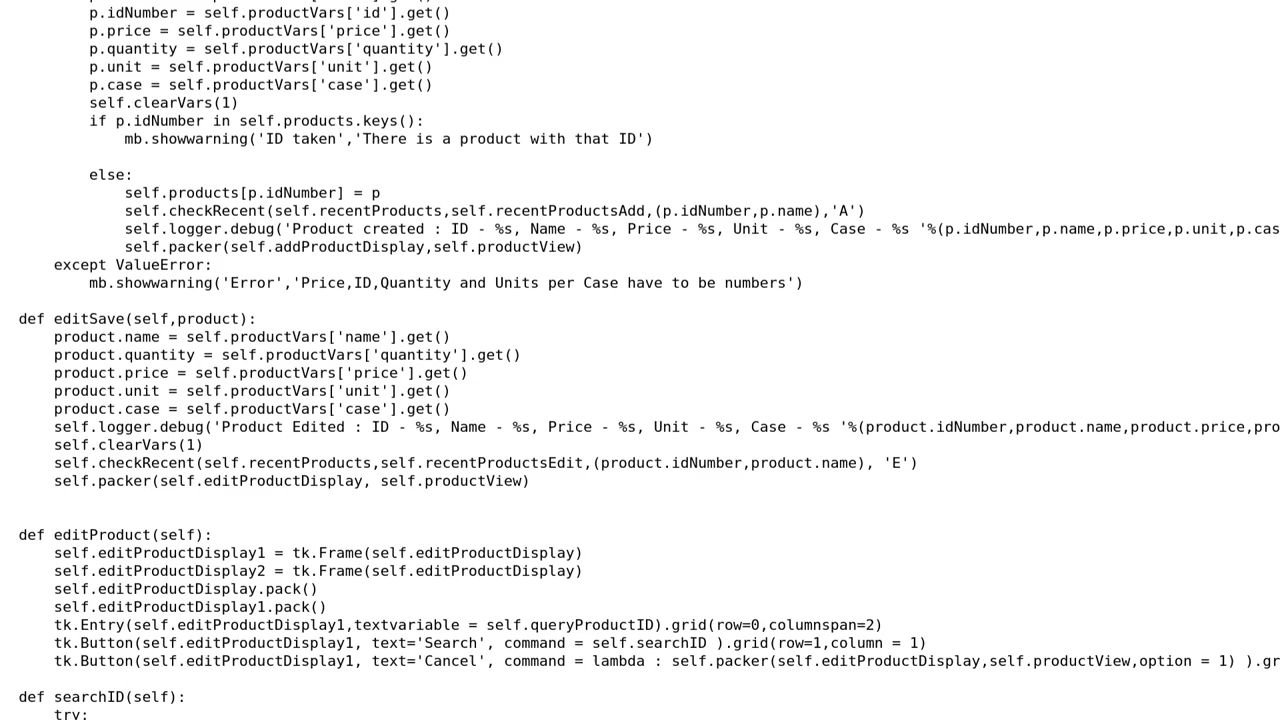 p.idNumber = self.productVars['id'].get()
p.price = self.productVars['price'].get()
p.quantity = self.productVars['quantity'].get()
p.unit = self.productVars['unit'].get()
p.case = self.productVars['case'].get()
self.clearVars(1)
if p.idNumber in self.products.keys():
mb.showwarning('ID taken','There is a product with that ID')
else:
self.products[p.idNumber] = p
self.checkRecent(self.recentProducts,self.recentProductsAdd,(p.idNumber,p.name),'A')
self.logger.debug('Product created : ID - %s, Name - %s, Price - %s, Unit - %s, Case - %s '%(p.idNumber,p.name,p.price,p.unit,p.cas
self.packer(self.addProductDisplay,self.productView)
except ValueError:
mb.showwarning('Error','Price,ID,Quantity and Units per Case have to be numbers')
def editSave(self,product):
product.name = self.productVars['name'].get()
product.quantity = self.productVars['quantity'].get()
product.price = self.productVars['price'].get()
product.unit = self.productVars['unit'].get()
product.case = self.productVars['case'].get()
self.logger.debug('Product Edited : ID - %s, Name - %s, Price - %s, Unit - %s, Case - %s '%(product.idNumber,product.name,product.price,pro
self.clearVars(1)
self.checkRecent(self.recentProducts,self.recentProductsEdit,(product.idNumber,product.name), 'E')
self.packer(self.editProductDisplay, self.productView)
def editProduct(self):
self.editProductDisplay1 = tk.Frame(self.editProductDisplay)
self.editProductDisplay2 = tk.Frame(self.editProductDisplay)
self.editProductDisplay.pack()
self.editProductDisplay1.pack()
tk.Entry(self.editProductDisplay1,textvariable = self.queryProductID).grid(row=0,columnspan=2)
tk.Button(self.editProductDisplay1, text='Search', command = self.searchID ).grid(row=1,column = 1)
tk.Button(self.editProductDisplay1, text='Cancel', command = lambda : self.packer(self.editProductDisplay,self.productView,option = 1) ).gr
def searchID(self):
try: